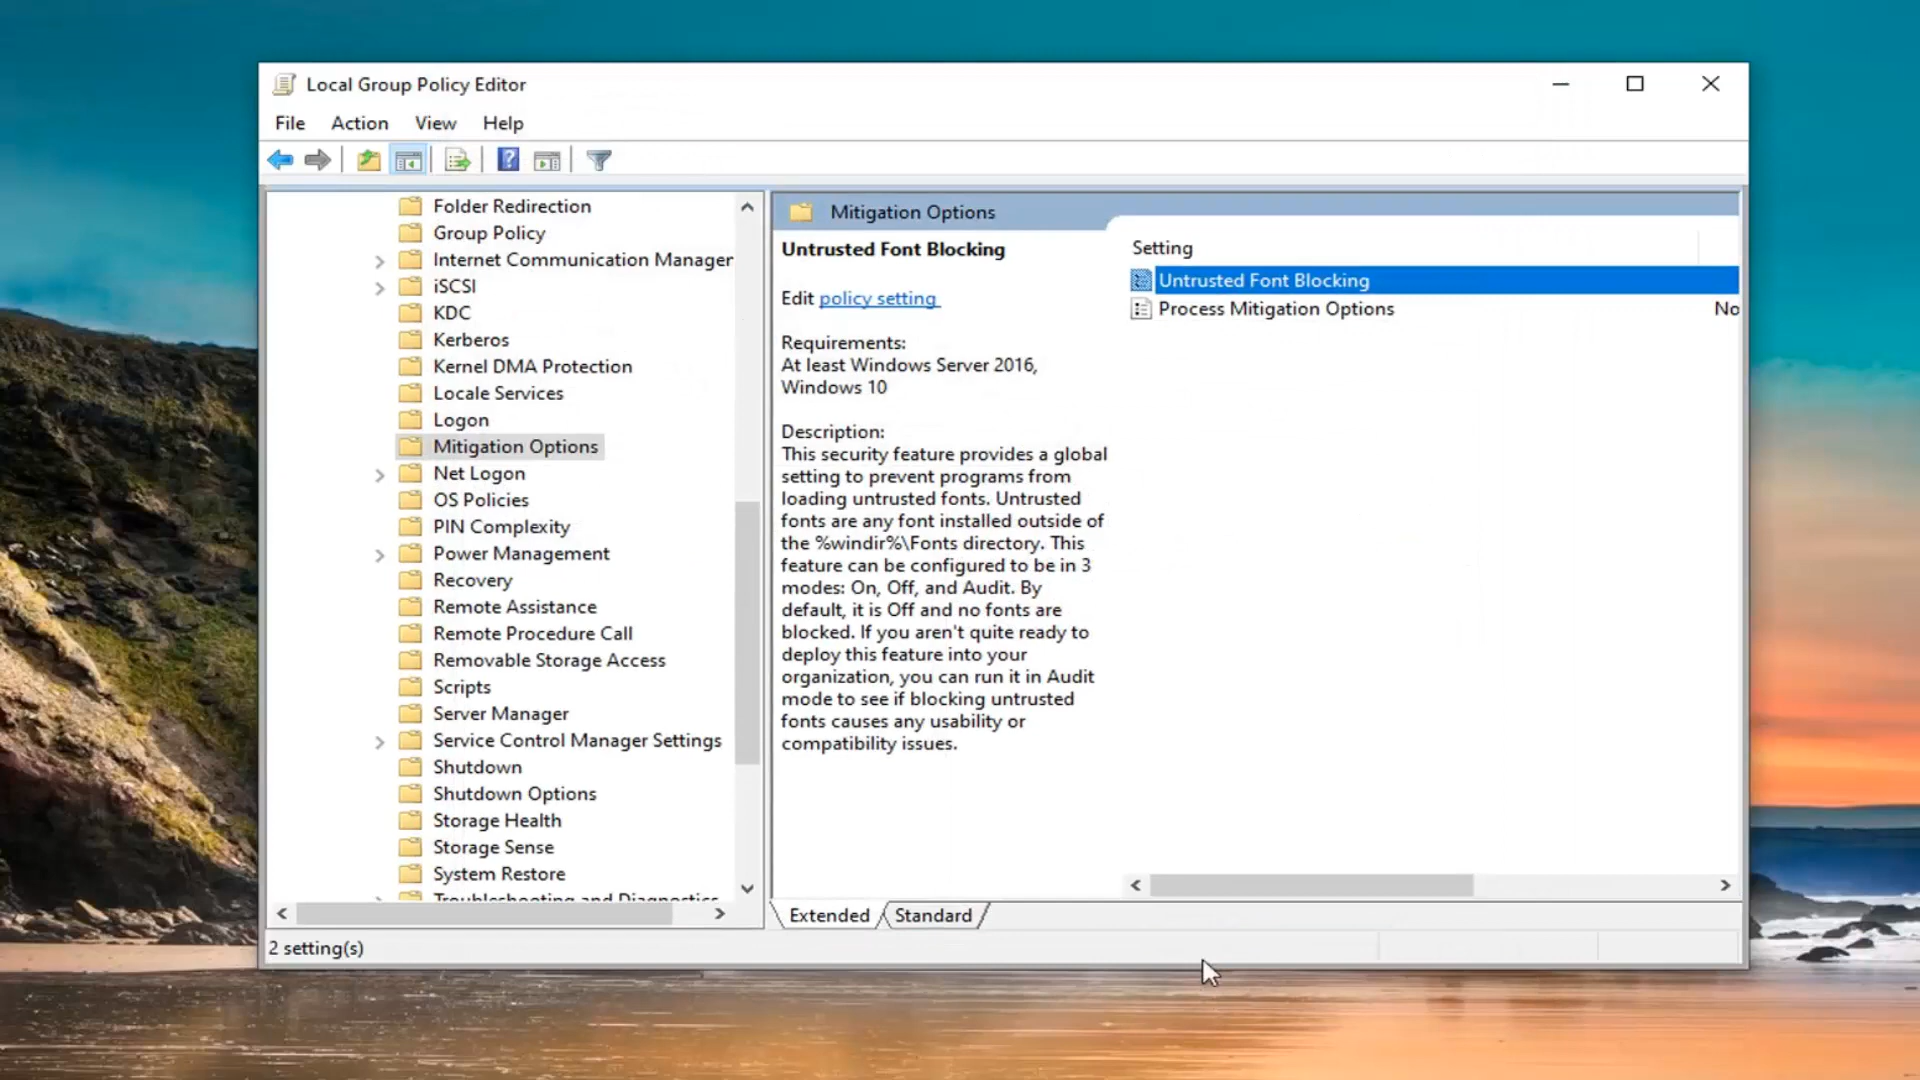 Local Group Policy Editor
File Action View Help
Folder Redirection
Group Policy
Internet Communication Manager
iSCSI
KDC
Kerberos
Kernel DMA Protection
Locale Services
Logon
Mitigation Options
Net Logon
OS Policies
PIN Complexity
Power Management
Recovery
Remote Assistance
Remote Procedure Call
Removable Storage Access
Scripts
Server Manager
Service Control Manager Settings
Shutdown
Shutdown Options
Storage Health
Storage Sense
System Restore
Troubleshooting and Diagnostics
Mitigation Options
Untrusted Font Blocking
Edit policy setting
Requirements:
At least Windows Server 2016,
Windows 10
Description:
This security feature provides a global
setting to prevent programs from
loading untrusted fonts. Untrusted
fonts are any font installed outside of
the %windir%\Fonts directory. This
feature can be configured to be in 3
modes: On, Off, and Audit. By
default, it is Off and no fonts are
blocked. If you aren't quite ready to
deploy this feature into your
organization, you can run it in Audit
mode to see if blocking untrusted
fonts causes any usability or
compatibility issues.
Setting
Untrusted Font Blocking
Process Mitigation Options No
Extended Standard
2 setting(s)